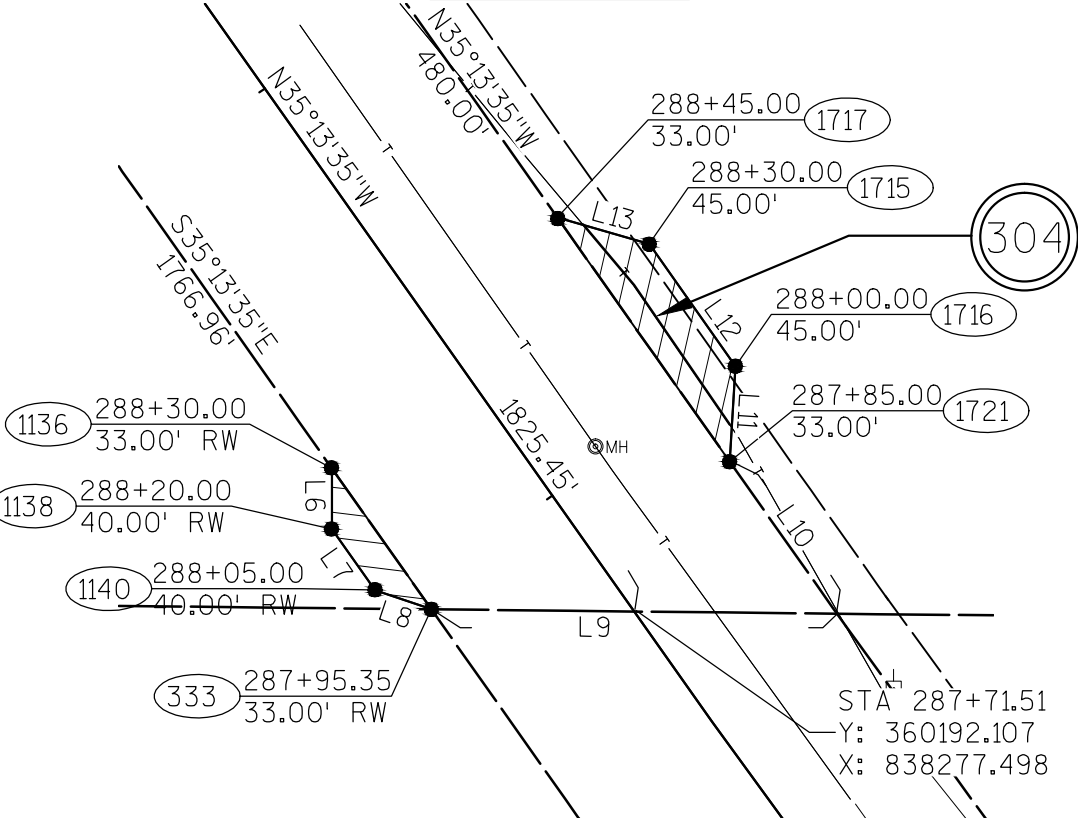 N35°13'35"W
480.00'
N35°13'35"W
288+45.00
33.00'
1717
288+30.00
45.00'
1715
L13
304
S35°13'35"E
1766.96'
L12
288+00.00
45.00'
1716
L11
287+85.00
33.00'
1721
1825.45'
MH
1136
288+30.00
33.00' RW
L6
1138
288+20.00
40.00' RW
L10
L7
1140
288+05.00
40.00' RW
L8
L9
333
287+95.35
33.00' RW
STA 287+71.51
Y: 360192.107
X: 838277.498
T
T
T
T
T